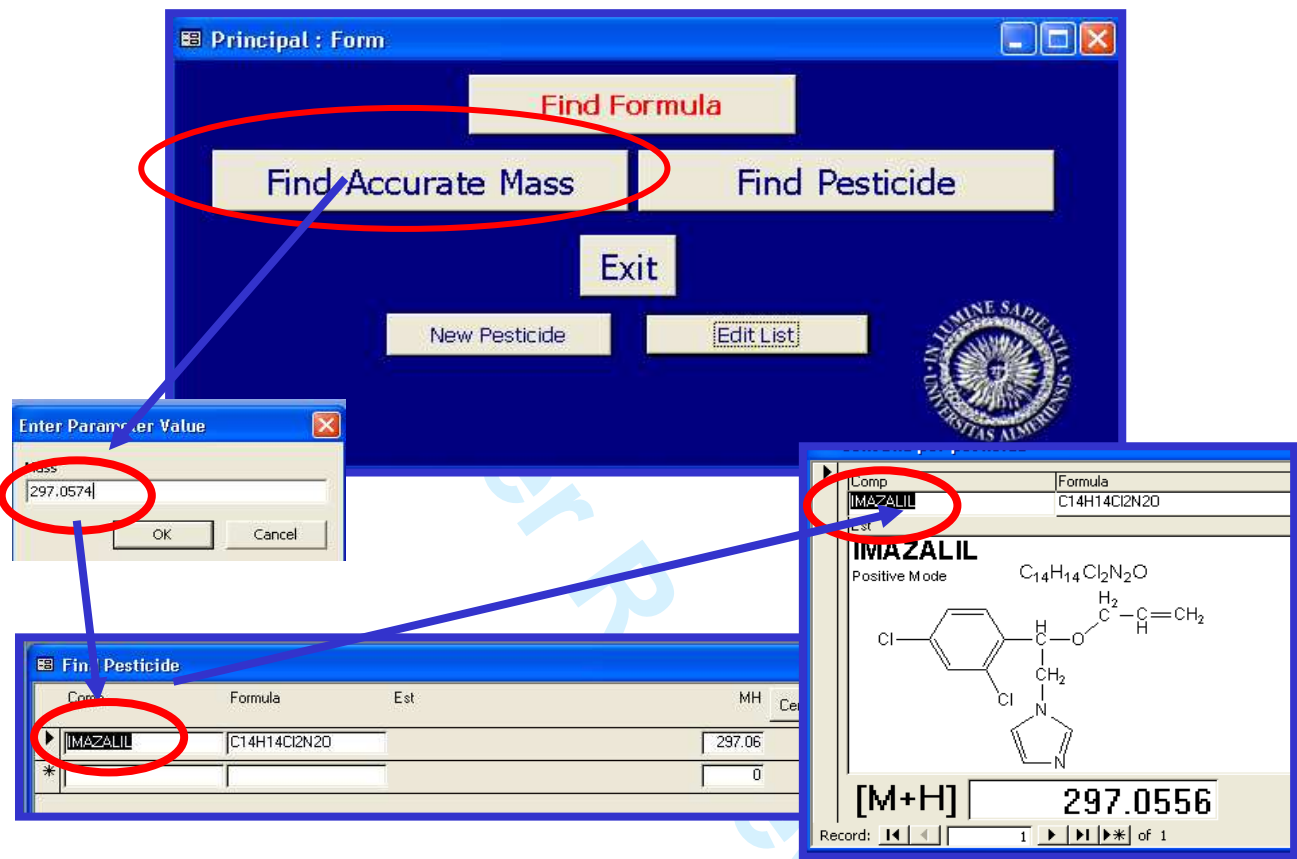 Principal : Form
Find Formula
Find Accurate Mass
Find Pesticide
Exit
New Pesticide
Edit List
IN LUMINE SAPIENTIA
UNIVERSITAS ALMERIENSIS
Enter Parameter Value
Mass
297.0574
OK
Cancel
Find Pesticide
Comp
Formula
Est
MH
Cer
IMAZALIL
C14H14Cl2N2O
297.06
*
0
Comp
Formula
IMAZALIL
C14H14Cl2N2O
Est
IMAZALIL
Positive Mode
C₁₄H₁₄Cl₂N₂O
H₂
C
C
H
=CH₂
Cl
H
C
O
CH₂
Cl
N
N
[M+H]
297.0556
Record:
1
of 1
er R